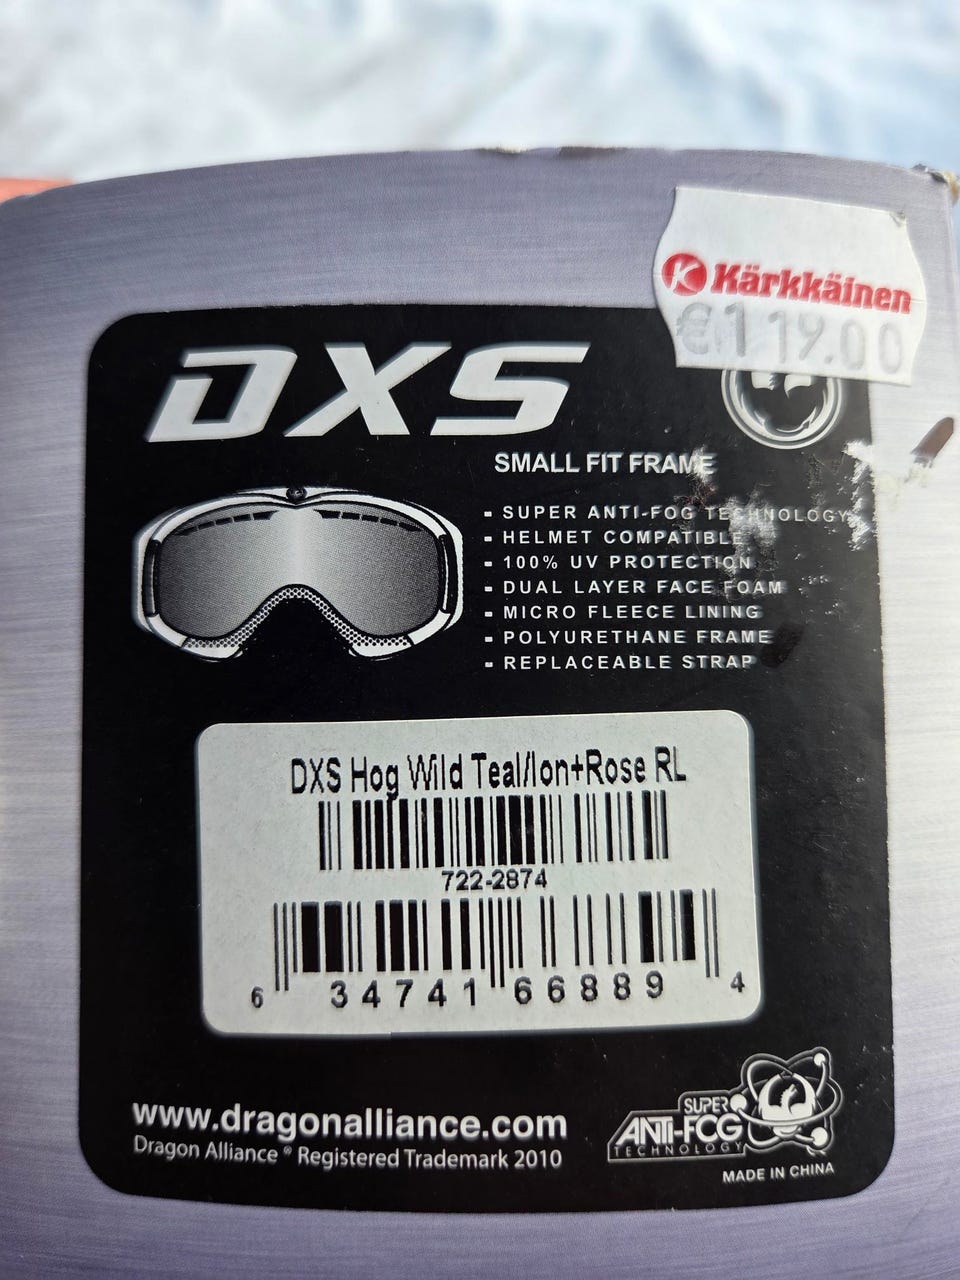 Kärkkäinen
€119.00
DXS
SMALL FIT FRAME
- SUPER ANTI-FOG TECHNOLOGY
- HELMET COMPATIBLE
- 100% UV PROTECTION
- DUAL LAYER FACE FOAM
- MICRO FLEECE LINING
- POLYURETHANE FRAME
- REPLACEABLE STRAP
DXS Hog Wild Teal/Ion+Rose RL
722-2874
6 34741 66889 4
www.dragonalliance.com
Dragon Alliance ® Registered Trademark 2010
SUPER
ANTI-FOG
TECHNOLOGY
MADE IN CHINA